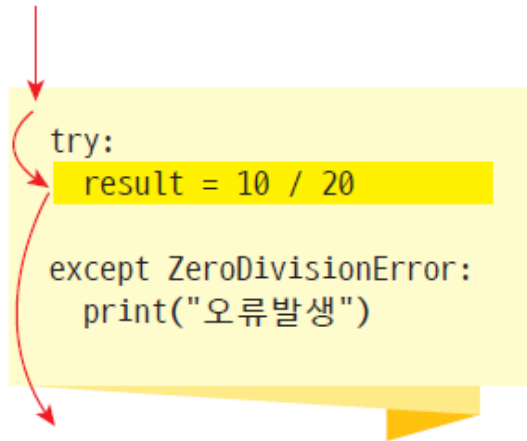 try:
  result = 10 / 20
except ZeroDivisionError:
  print("오류발생")